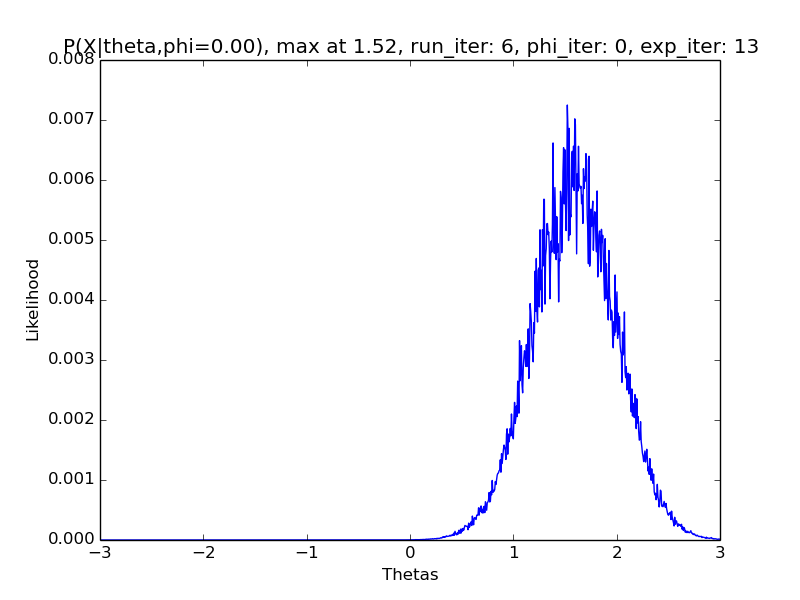 P(X|theta,phi=0.00), max at 1.52, run_iter: 6, phi_iter: 0, exp_iter: 13
0.008
0.007
0.006
0.005
0.004
0.003
0.002
0.001
0.000
Likelihood
−3 −2 −1 0 1 2 3
Thetas